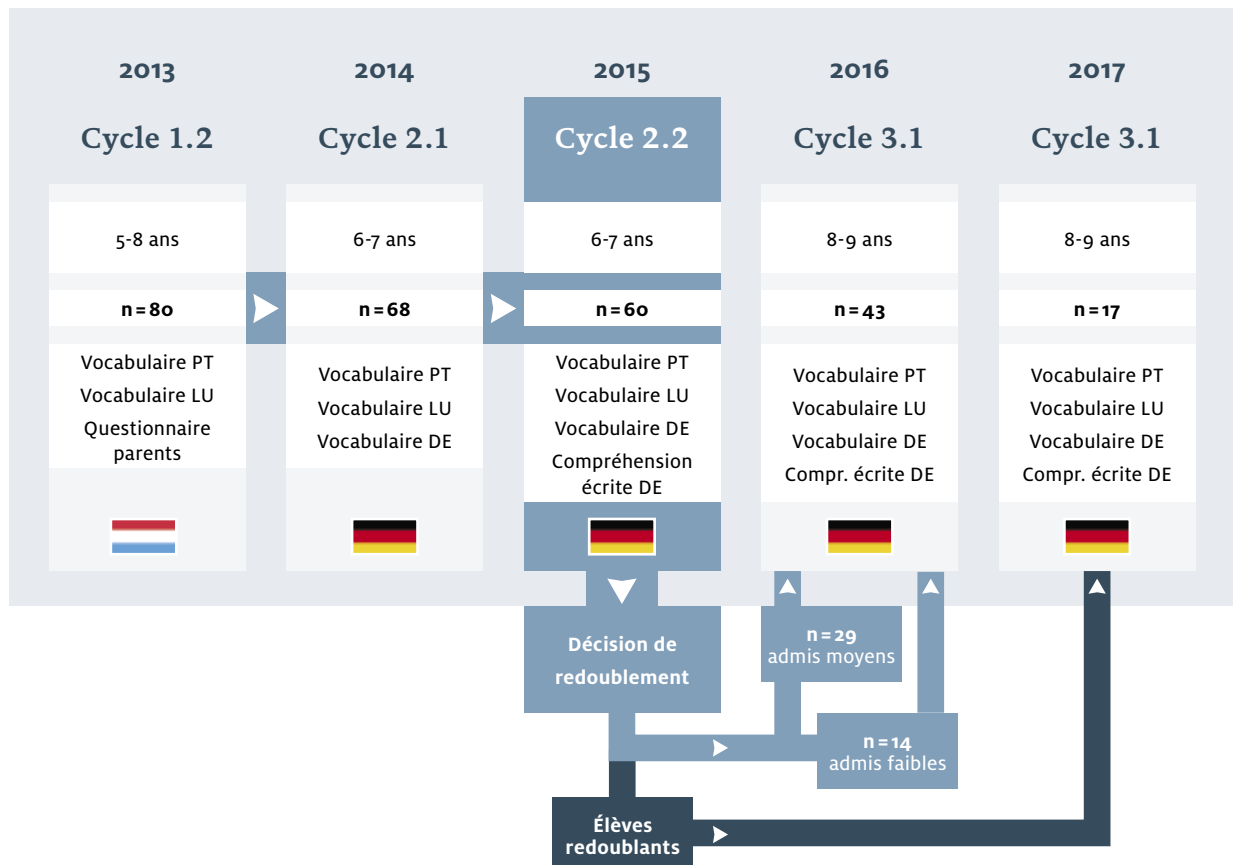 2013
Cycle 1.2
5-8 ans
n=80
Vocabulaire PT
Vocabulaire LU
Questionnaire
parents
2014
Cycle 2.1
6-7 ans
n=68
Vocabulaire PT
Vocabulaire LU
Vocabulaire DE
2015
Cycle 2.2
6-7 ans
n=60
Vocabulaire PT
Vocabulaire LU
Vocabulaire DE
Compréhension
écrite DE
2016
Cycle 3.1
8-9 ans
n=43
Vocabulaire PT
Vocabulaire LU
Vocabulaire DE
Compr. écrite DE
2017
Cycle 3.1
8-9 ans
n=17
Vocabulaire PT
Vocabulaire LU
Vocabulaire DE
Compr. écrite DE
Décision de
redoublement
n=29
admis moyens
n=14
admis faibles
Élèves
redoublants